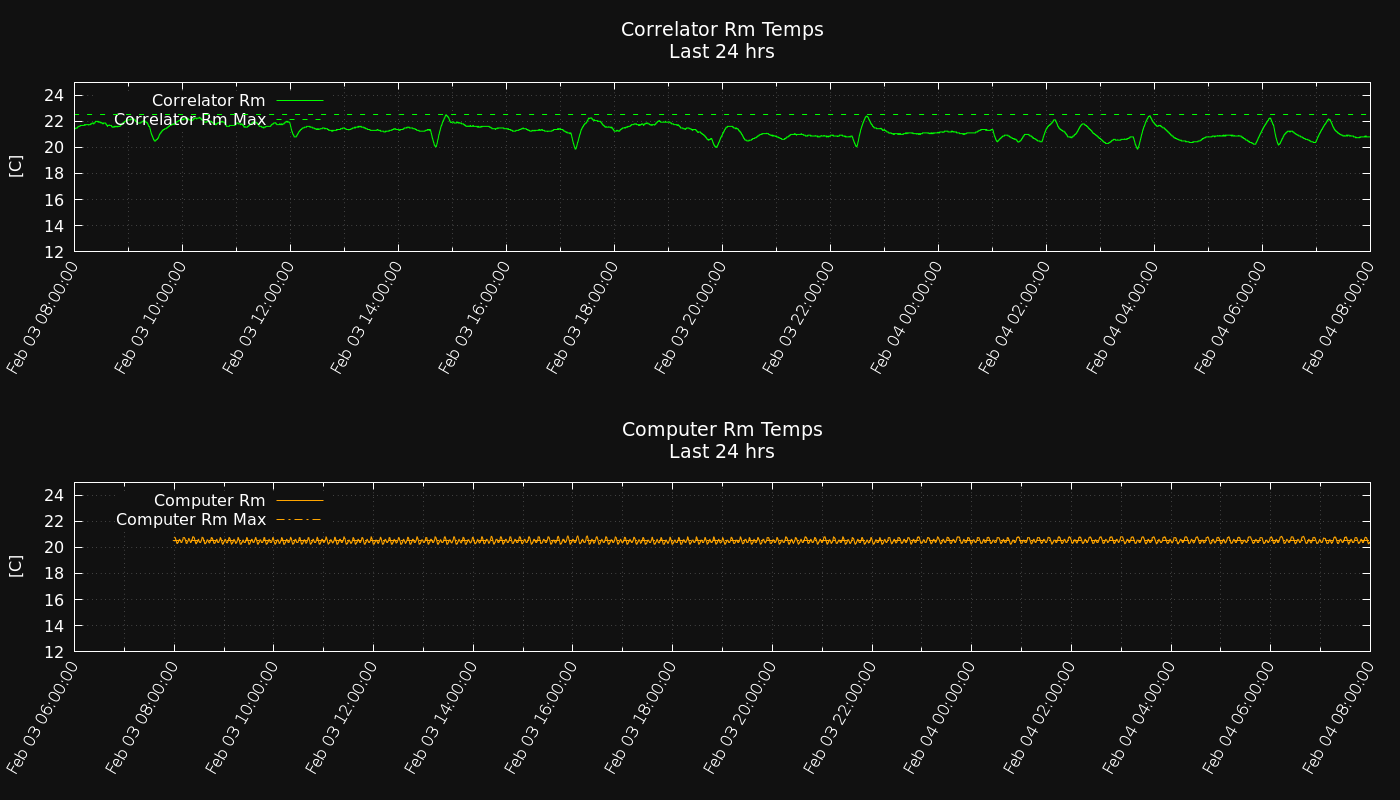 Correlator Rm Temps
Last 24 hrs
Correlator Rm
Correlator Rm Max
[C]
24
22
20
18
16
14
12
Feb 03 08:00:00
Feb 03 10:00:00
Feb 03 12:00:00
Feb 03 14:00:00
Feb 03 16:00:00
Feb 03 18:00:00
Feb 03 20:00:00
Feb 03 22:00:00
Feb 04 00:00:00
Feb 04 02:00:00
Feb 04 04:00:00
Feb 04 06:00:00
Feb 04 08:00:00
Computer Rm Temps
Last 24 hrs
Computer Rm
Computer Rm Max
[C]
24
22
20
18
16
14
12
Feb 03 06:00:00
Feb 03 08:00:00
Feb 03 10:00:00
Feb 03 12:00:00
Feb 03 14:00:00
Feb 03 16:00:00
Feb 03 18:00:00
Feb 03 20:00:00
Feb 03 22:00:00
Feb 04 00:00:00
Feb 04 02:00:00
Feb 04 04:00:00
Feb 04 06:00:00
Feb 04 08:00:00